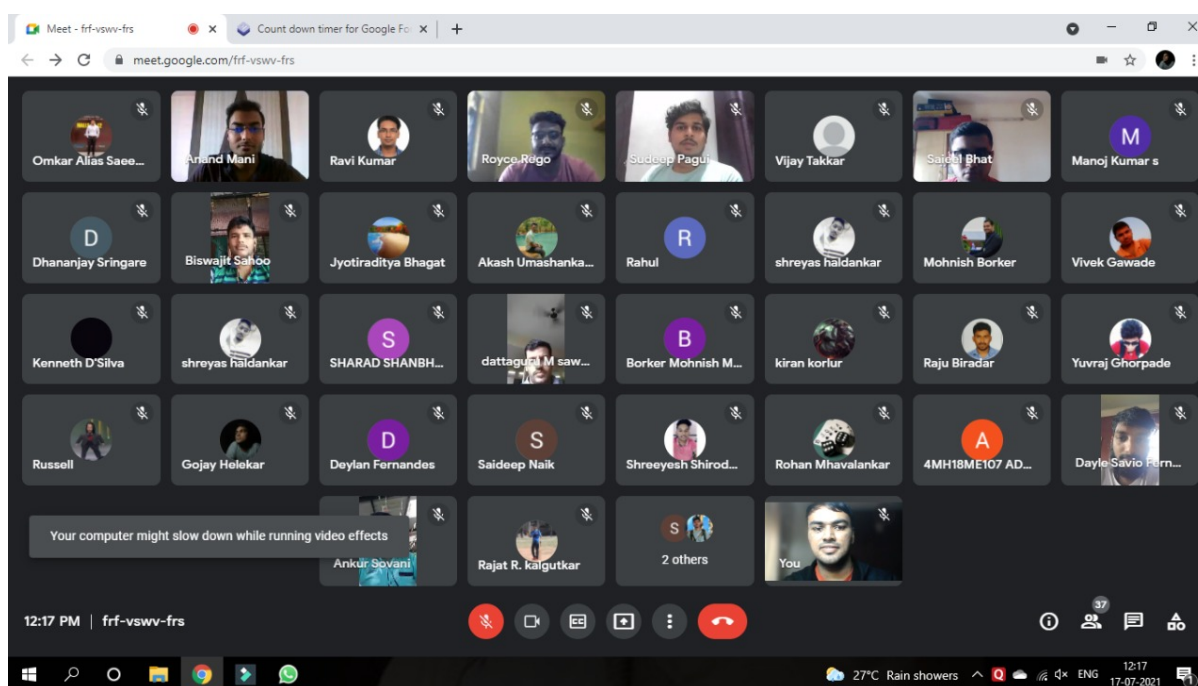 Meet - frf-vswv-frs
Count down timer for Google Fo
meet.google.com/frf-vswv-frs
Omkar Alias Saee...
Anand Mani
Ravi Kumar
Royce Rego
Sudeep Pagui
Vijay Takkar
Saieel Bhat
M
Manoj Kumar s
D
Dhananjay Sringare
Biswajit Sahoo
Jyotiraditya Bhagat
Akash Umashanka...
R
Rahul
shreyas haldankar
Mohnish Borker
Vivek Gawade
Kenneth D'Silva
shreyas haldankar
S
SHARAD SHANBH...
dattaguru M saw...
B
Borker Mohnish M...
kiran korlur
Raju Biradar
Yuvraj Ghorpade
Russell
Gojay Helekar
D
Deylan Fernandes
S
Saideep Naik
Shreeyesh Shirod...
Rohan Mhavalankar
A
4MH18ME107 AD...
Dayle Savio Fern...
Your computer might slow down while running video effects
Ankur Sovani
Rajat R. kalgutkar
S
2 others
You
12:17 PM | frf-vswv-frs
CC
37
27°C Rain showers
Q
ENG
12:17
17-07-2021
1